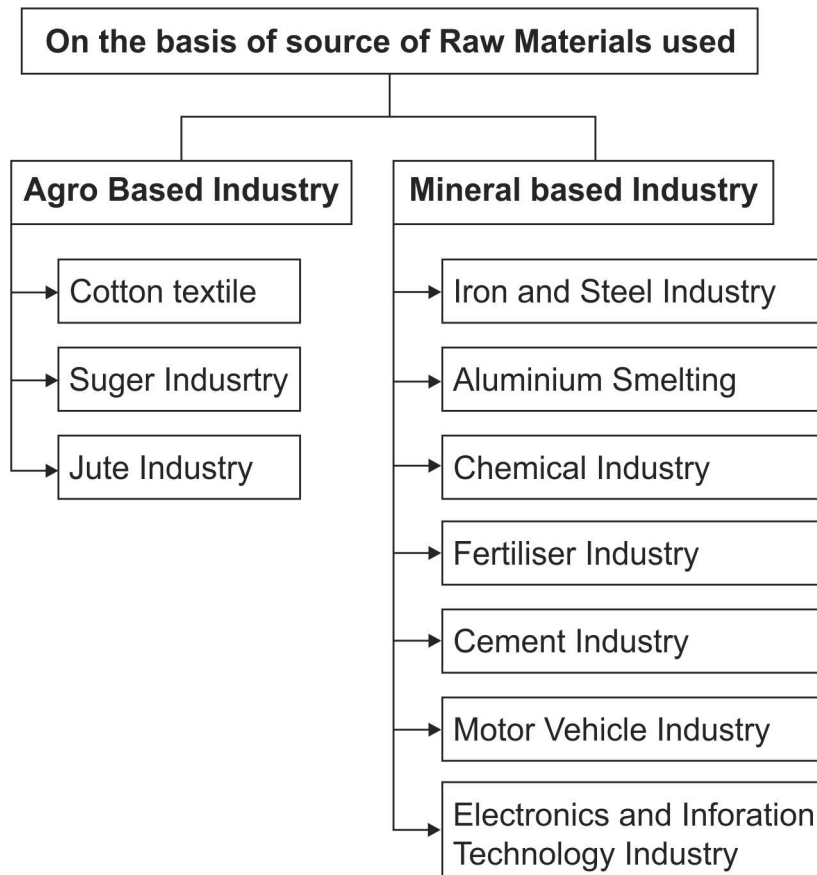 On the basis of source of Raw Materials used
Agro Based Industry
Cotton textile
Suger Indusrtry
Jute Industry
Mineral based Industry
Iron and Steel Industry
Aluminium Smelting
Chemical Industry
Fertiliser Industry
Cement Industry
Motor Vehicle Industry
Electronics and Inforation
Technology Industry